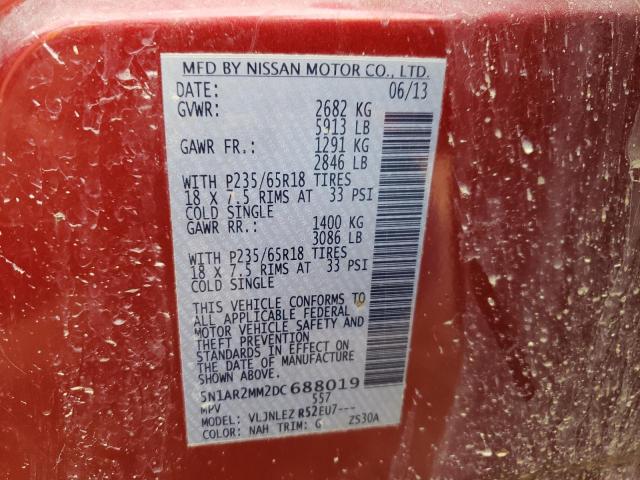 MFD BY NISSAN MOTOR CO., LTD.
DATE: 06/13
GVWR: 2682 KG
5913 LB
GAWR FR.: 1291 KG
2846 LB
WITH P235/65R18 TIRES
18 X 7.5 RIMS AT 33 PSI
COLD SINGLE
GAWR RR.: 1400 KG
3086 LB
WITH P235/65R18 TIRES
18 X 7.5 RIMS AT 33 PSI
COLD SINGLE
THIS VEHICLE CONFORMS TO
ALL APPLICABLE FEDERAL
MOTOR VEHICLE SAFETY AND
THEFT PREVENTION
STANDARDS IN EFFECT ON
THE DATE OF MANUFACTURE
SHOWN ABOVE.
5N1AR2MM2DC688019
MPV 557
MODEL: VLJNLEZ R52EU7---
COLOR: NAH TRIM: G ZS30A